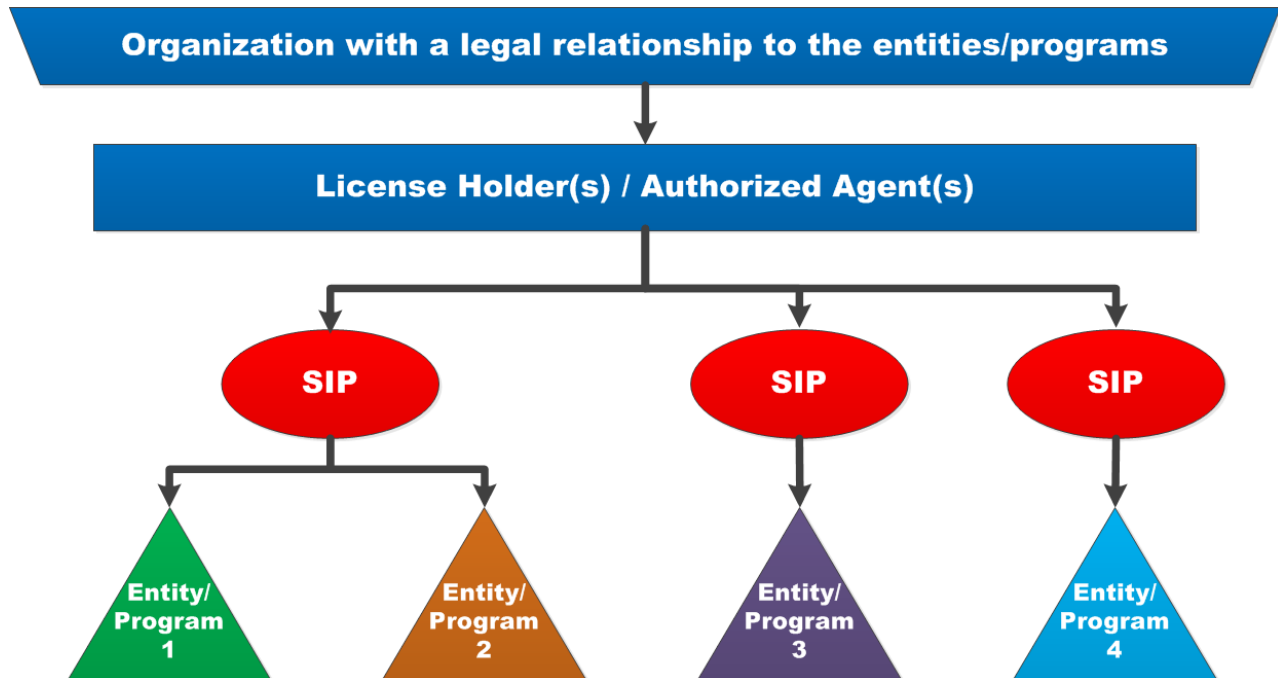 Organization with a legal relationship to the entities/programs
License Holder(s) / Authorized Agent(s)
SIP
SIP
SIP
Entity/
Program
1
Entity/
Program
2
Entity/
Program
3
Entity/
Program
4